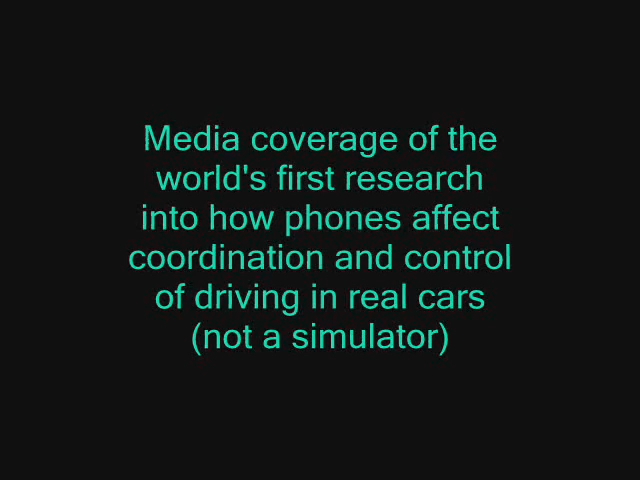 Media coverage of the
world's first research
into how phones affect
coordination and control
of driving in real cars
(not a simulator)